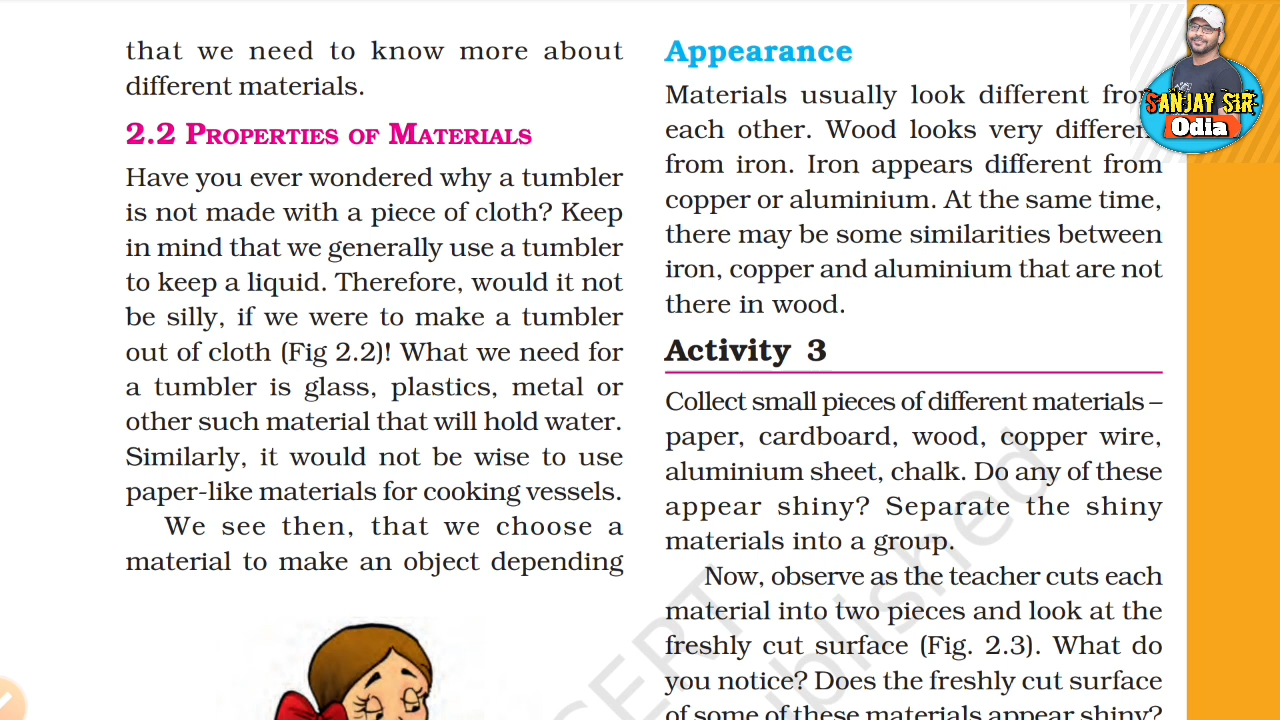 that we need to know more about
different materials.
2.2 PROPERTIES OF MATERIALS
Have you ever wondered why a tumbler
is not made with a piece of cloth? Keep
in mind that we generally use a tumbler
to keep a liquid. Therefore, would it not
be silly, if we were to make a tumbler
out of cloth (Fig 2.2)! What we need for
a tumbler is glass, plastics, metal or
other such material that will hold water.
Similarly, it would not be wise to use
paper-like materials for cooking vessels.
We see then, that we choose a
material to make an object depending
Appearance
Materials usually look different from
each other. Wood looks very different
from iron. Iron appears different from
copper or aluminium. At the same time,
there may be some similarities between
iron, copper and aluminium that are not
there in wood.
Activity 3
Collect small pieces of different materials –
paper, cardboard, wood, copper wire,
aluminium sheet, chalk. Do any of these
appear shiny? Separate the shiny
materials into a group.
Now, observe as the teacher cuts each
material into two pieces and look at the
freshly cut surface (Fig. 2.3). What do
you notice? Does the freshly cut surface
of some of these materials appear shiny?
SANJAY SIR
Odia